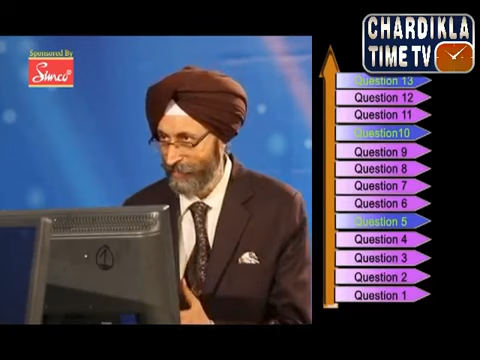 Sponsored By
Simco®
CHARDIKLA
TIME TV
Question 13
Question 12
Question 11
Question10
Question 9
Question 8
Question 7
Question 6
Question 5
Question 4
Question 3
Question 2
Question 1
1